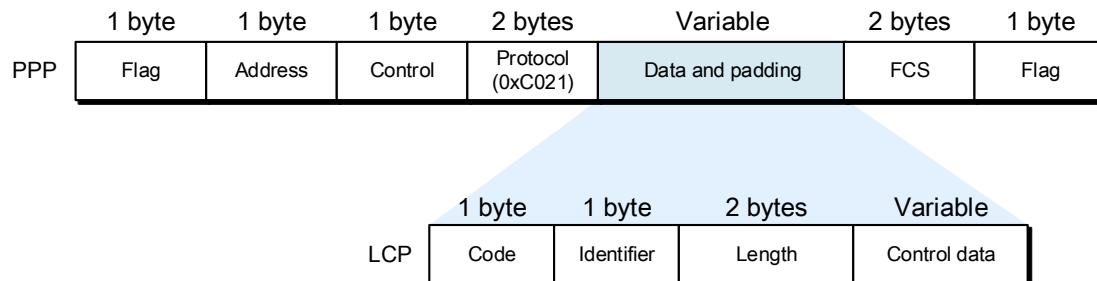 1 byte 1 byte 1 byte 2 bytes Variable 2 bytes 1 byte
PPP Flag Address Control Protocol (0xC021) Data and padding FCS Flag
1 byte 1 byte 2 bytes Variable
LCP Code Identifier Length Control data